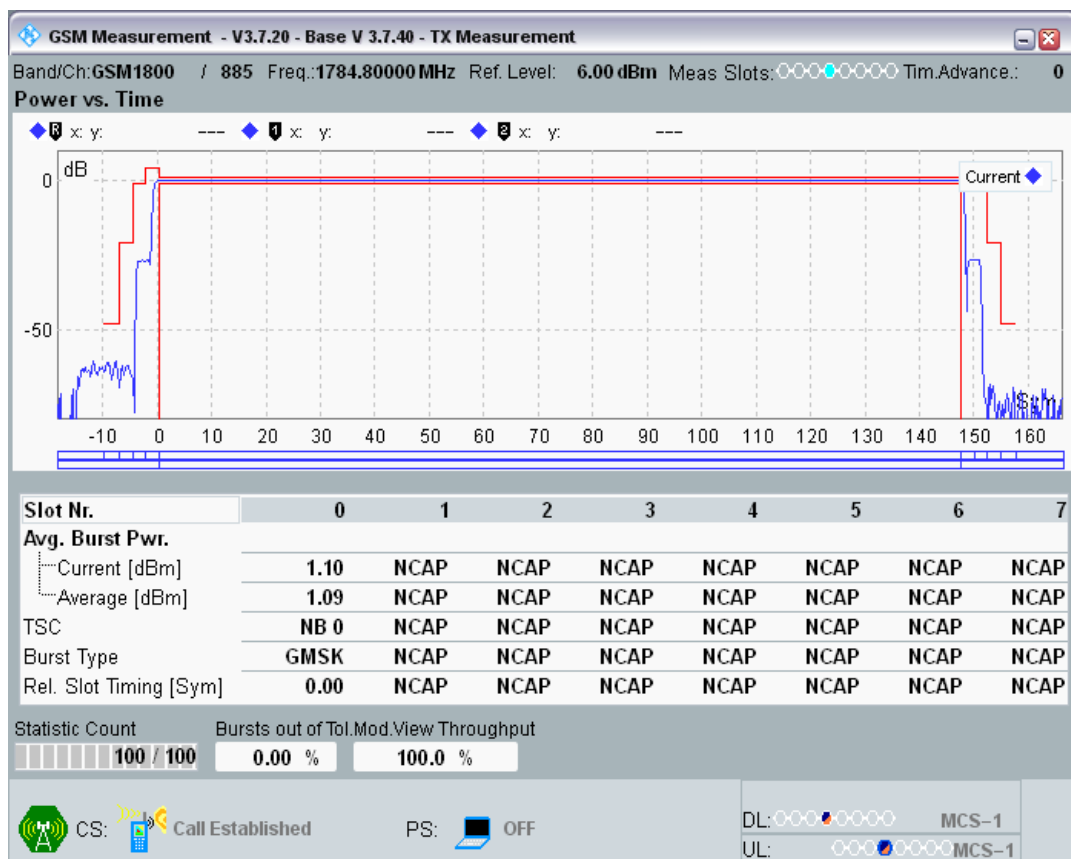 GSM Measurement - V3.7.20 - Base V 3.7.40 - TX Measurement
Band/Ch:GSM1800 / 885 Freq.:1784.80000 MHz Ref. Level: 6.00 dBm Meas Slots: Tim.Advance.: 0
Power vs. Time
R x: y: --- 1 x: y: --- 2 x: y: ---
dB
Current
0
-50
Sym
-10 0 10 20 30 40 50 60 70 80 90 100 110 120 130 140 150 160
Slot Nr. 0 1 2 3 4 5 6 7
Avg. Burst Pwr.
Current [dBm] 1.10 NCAP NCAP NCAP NCAP NCAP NCAP NCAP
Average [dBm] 1.09 NCAP NCAP NCAP NCAP NCAP NCAP NCAP
TSC NB 0 NCAP NCAP NCAP NCAP NCAP NCAP NCAP
Burst Type GMSK NCAP NCAP NCAP NCAP NCAP NCAP NCAP
Rel. Slot Timing [Sym] 0.00 NCAP NCAP NCAP NCAP NCAP NCAP NCAP
Statistic Count Bursts out of Tol. Mod.View Throughput
100 / 100 0.00 % 100.0 %
CS: Call Established PS: OFF
DL: MCS-1
UL: MCS-1